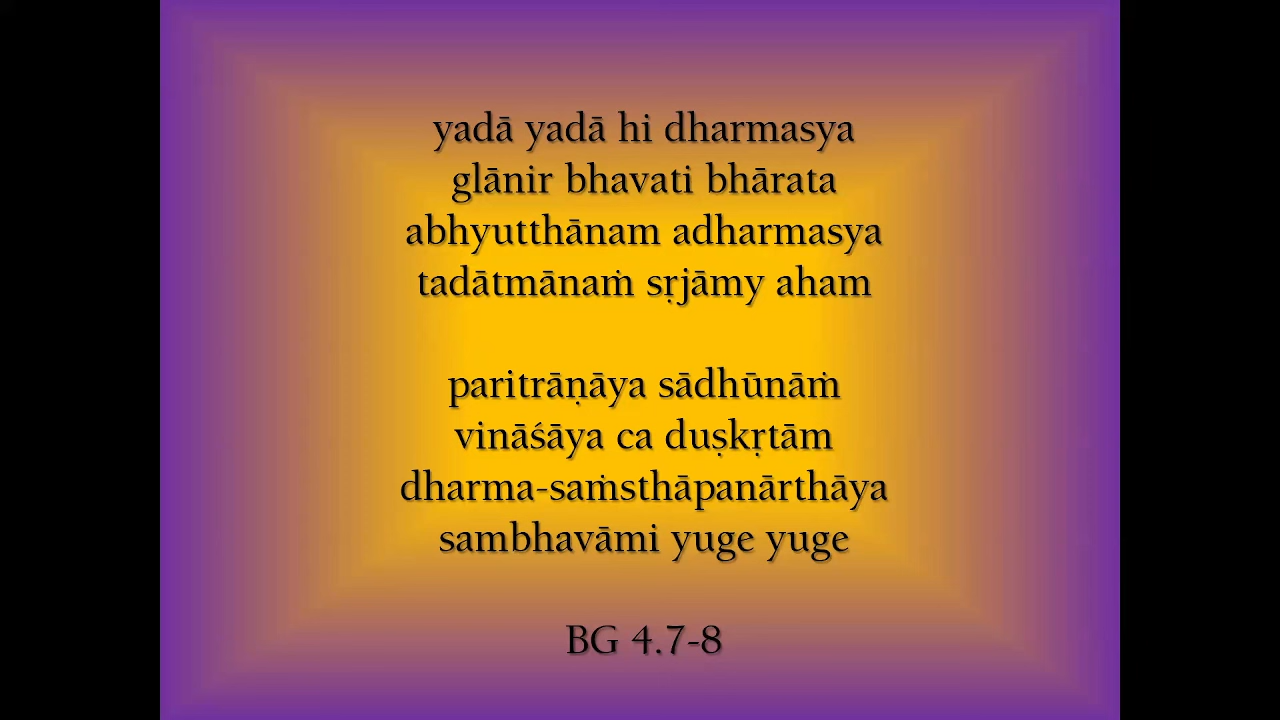 yadā yadā hi dharmasya
glānir bhavati bhārata
abhyutthānam adharmasya
tadātmānaṁ sṛjāmy aham
paritrāṇāya sādhūnāṁ
vināśāya ca duṣkṛtām
dharma-saṁsthāpanārthāya
sambhavāmi yuge yuge
BG 4.7-8